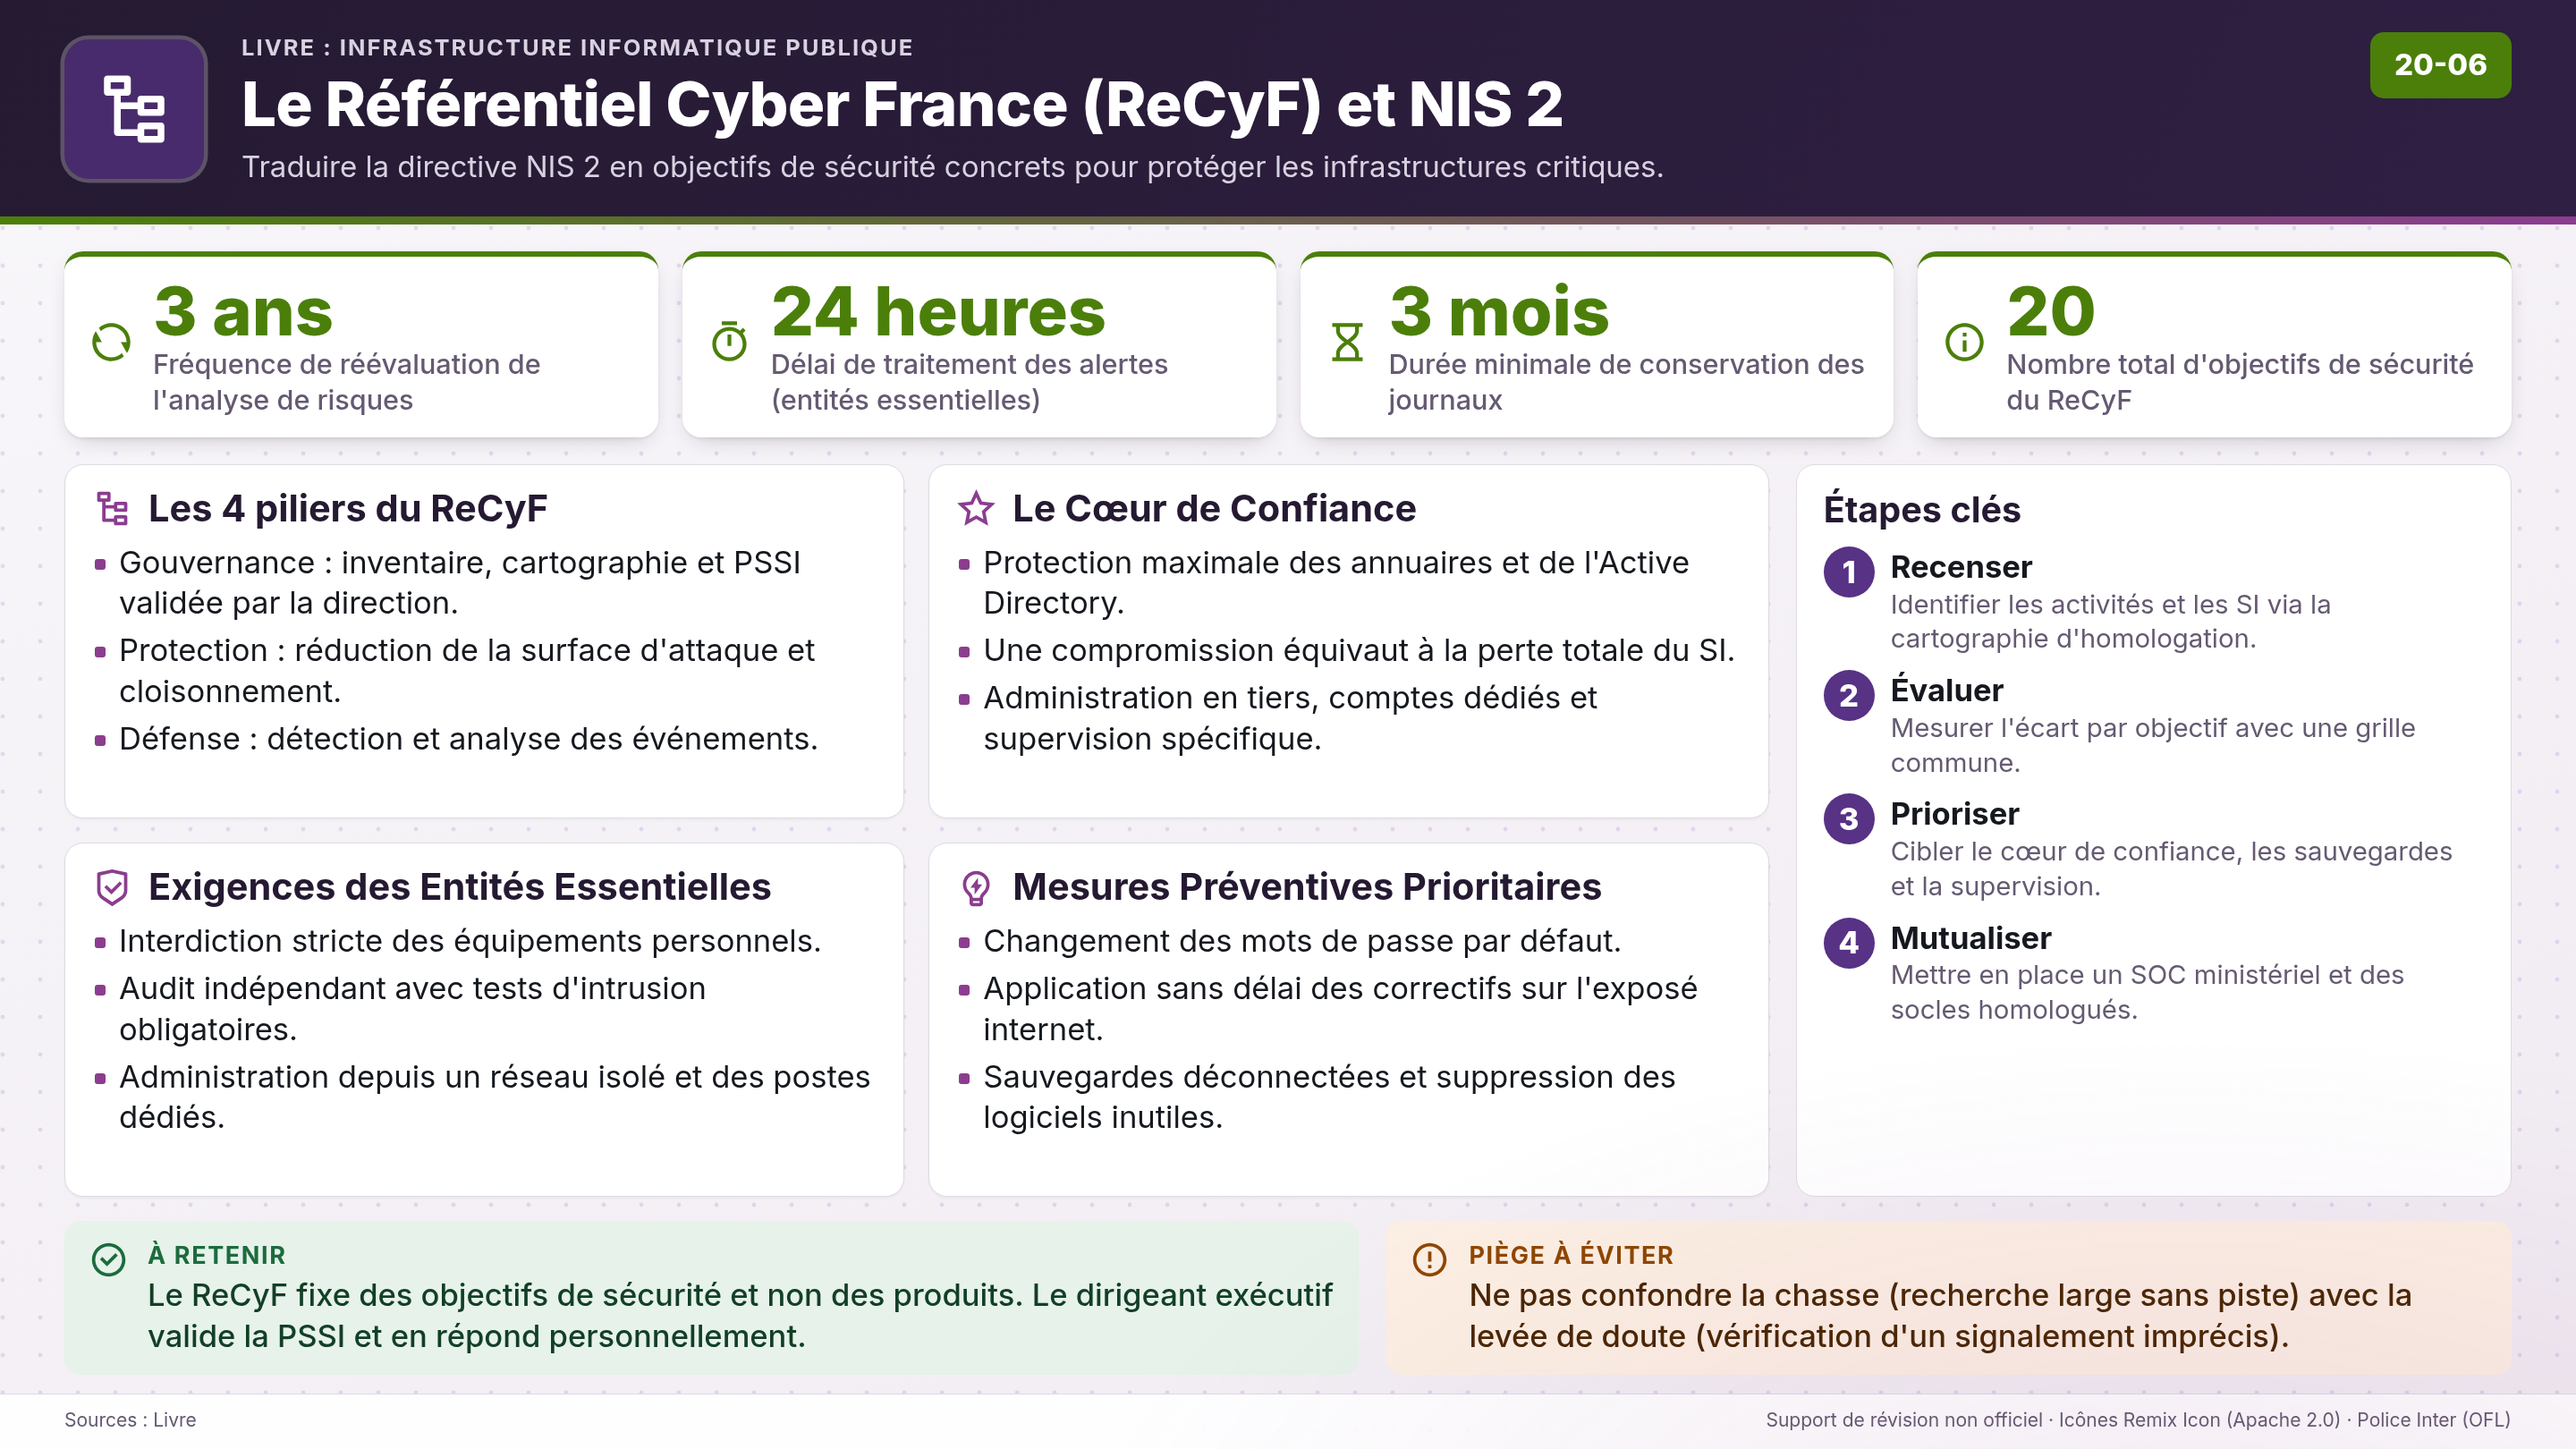 LIVRE : INFRASTRUCTURE INFORMATIQUE PUBLIQUE
Le Référentiel Cyber France (ReCyF) et NIS 2
Traduire la directive NIS 2 en objectifs de sécurité concrets pour protéger les infrastructures critiques.
20-06
3 ans
Fréquence de réévaluation de
l'analyse de risques
24 heures
Délai de traitement des alertes
(entités essentielles)
3 mois
Durée minimale de conservation des
journaux
20
Nombre total d'objectifs de sécurité
du ReCyF
Les 4 piliers du ReCyF
Gouvernance : inventaire, cartographie et PSSI
validée par la direction.
Protection : réduction de la surface d'attaque et
cloisonnement.
Défense : détection et analyse des événements.
Le Cœur de Confiance
Protection maximale des annuaires et de l'Active
Directory.
Une compromission équivaut à la perte totale du SI.
Administration en tiers, comptes dédiés et
supervision spécifique.
Exigences des Entités Essentielles
Interdiction stricte des équipements personnels.
Audit indépendant avec tests d'intrusion
obligatoires.
Administration depuis un réseau isolé et des postes
dédiés.
Mesures Préventives Prioritaires
Changement des mots de passe par défaut.
Application sans délai des correctifs sur l'exposé
internet.
Sauvegardes déconnectées et suppression des
logiciels inutiles.
Étapes clés
1 Recenser
Identifier les activités et les SI via la
cartographie d'homologation.
2 Évaluer
Mesurer l'écart par objectif avec une grille
commune.
3 Prioriser
Cibler le cœur de confiance, les sauvegardes
et la supervision.
4 Mutualiser
Mettre en place un SOC ministériel et des
socles homologués.
À RETENIR
Le ReCyF fixe des objectifs de sécurité et non des produits. Le dirigeant exécutif
valide la PSSI et en répond personnellement.
PIÈGE À ÉVITER
Ne pas confondre la chasse (recherche large sans piste) avec la
levée de doute (vérification d'un signalement imprécis).
Sources : Livre
Support de révision non officiel · Icônes Remix Icon (Apache 2.0) · Police Inter (OFL)